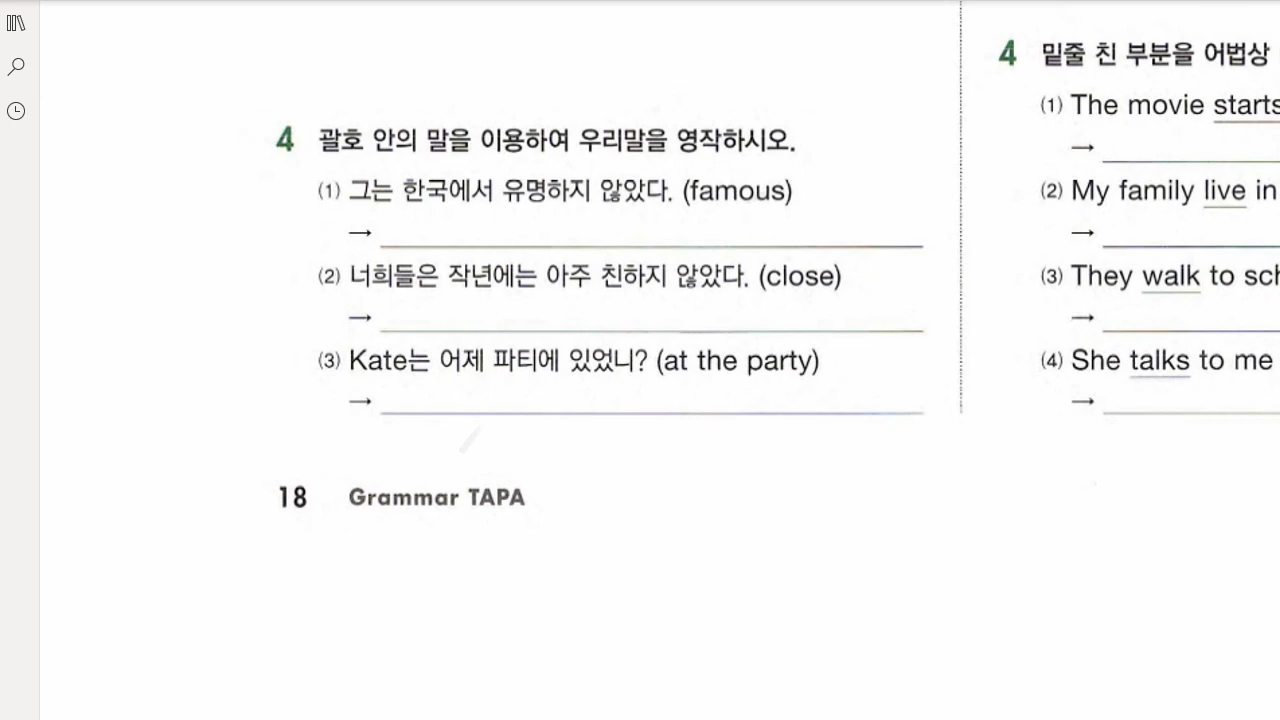 4 괄호 안의 말을 이용하여 우리말을 영작하시오.
(1) 그는 한국에서 유명하지 않았다. (famous)
→
(2) 너희들은 작년에는 아주 친하지 않았다. (close)
→
(3) Kate는 어제 파티에 있었니? (at the party)
→
18 Grammar TAPA
4 밑줄 친 부분을 어법상
(1) The movie starts
→
(2) My family live in
→
(3) They walk to sch
→
(4) She talks to me
→